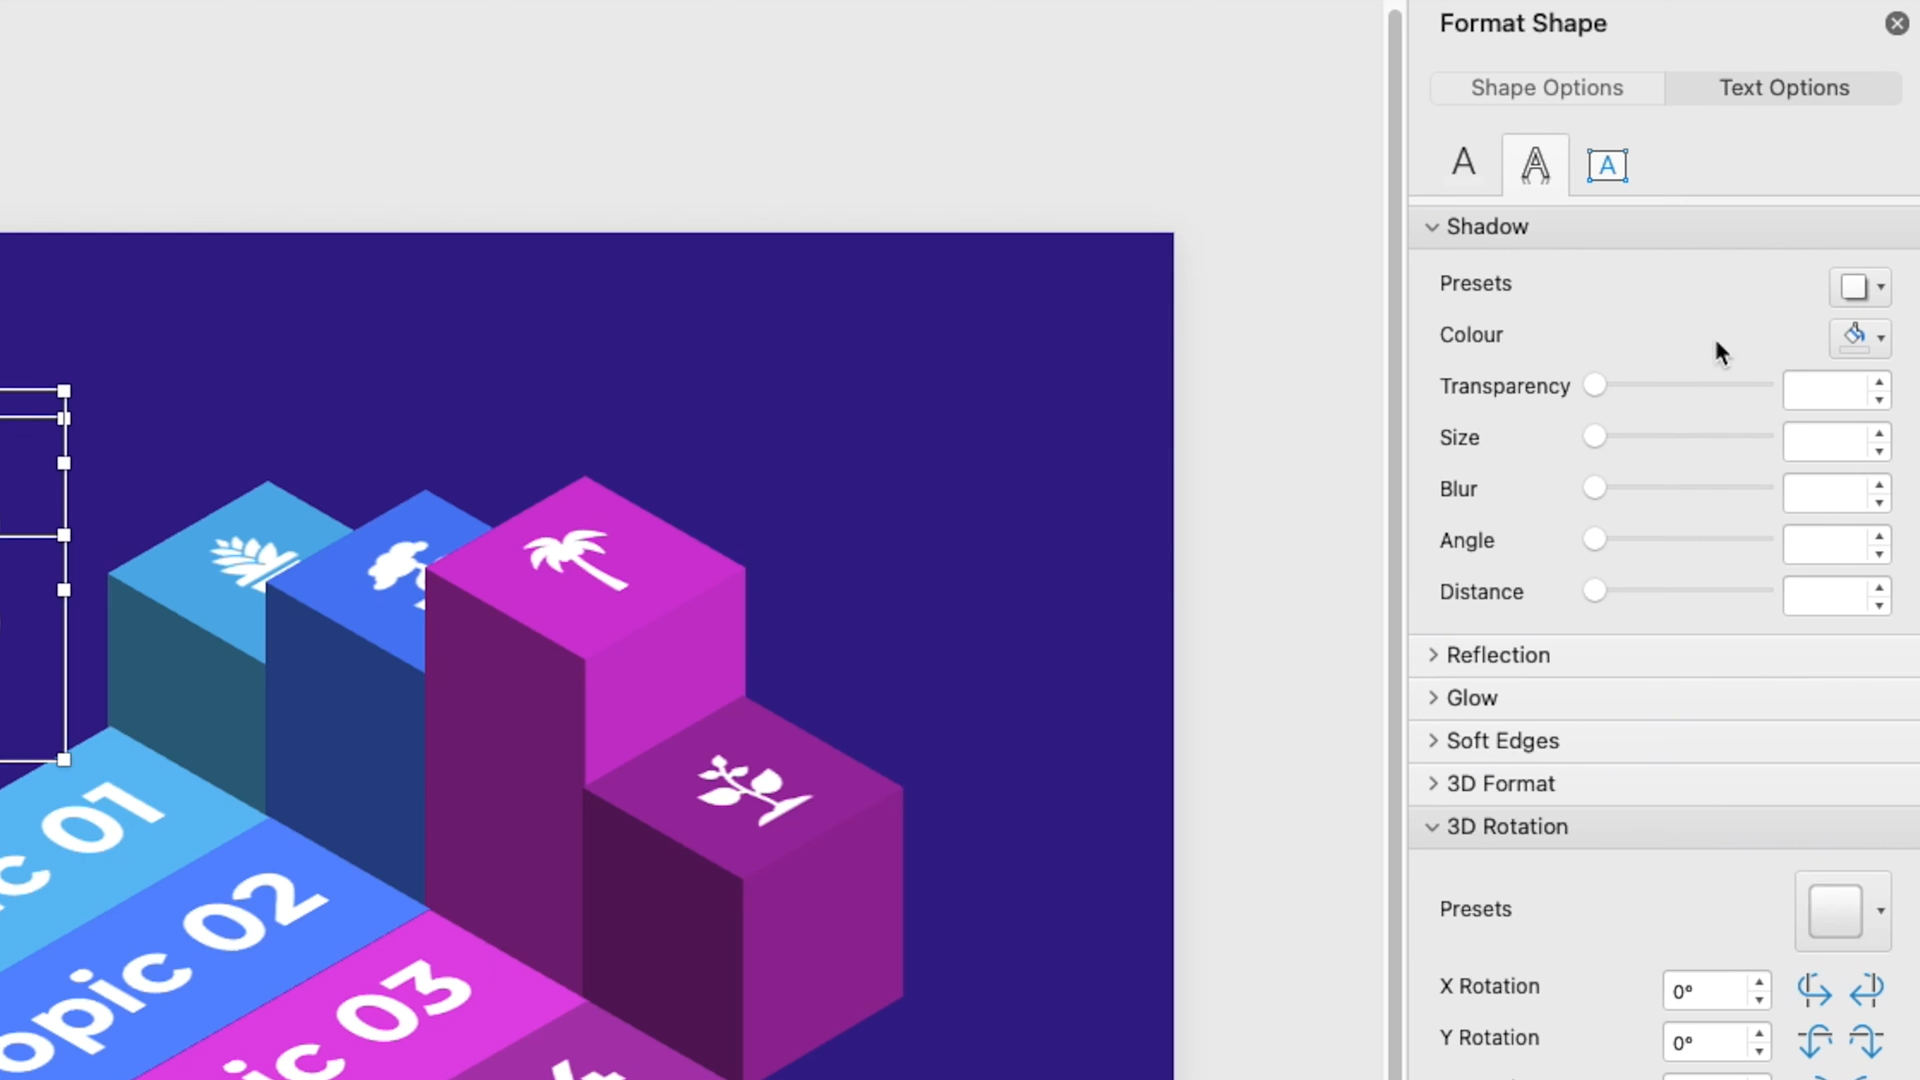 Format Shape
Shape Options
Text Options
A
A
A
Shadow
Presets
Colour
Transparency
Size
Blur
Angle
Distance
Reflection
Glow
Soft Edges
3D Format
3D Rotation
Presets
X Rotation
0°
Y Rotation
0°
c 01
opic 02
ic 03
4